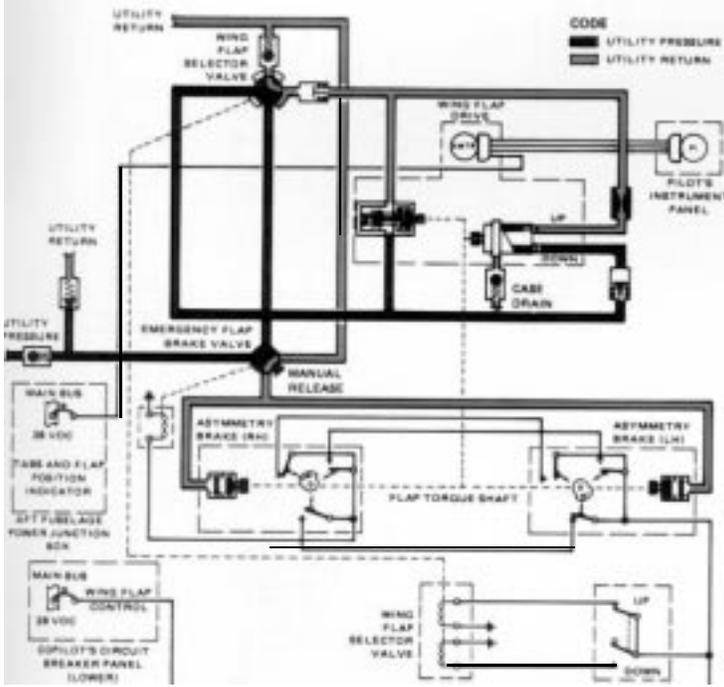 UTILITY
RETURN
WING
FLAP
SELECTOR
VALVE
CODE
UTILITY PRESSURE
UTILITY RETURN
WING FLAP
DRIVE
PILOT'S
INSTRUMENT
PANEL
UP
DOWN
CASE
DRAIN
UTILITY
RETURN
UTILITY
PRESSURE
EMERGENCY FLAP
BRAKE VALVE
MANUAL
RELEASE
MAIN BUS
28 VDC
TABS AND FLAP
POSITION
INDICATOR
AFT FUSELAGE
POWER JUNCTION
BOX
ASYMMETRY
BRAKE (RH)
ASYMMETRY
BRAKE (LH)
FLAP TORQUE SHAFT
MAIN BUS
WING FLAP
CONTROL
28 VDC
COPILOT'S CIRCUIT
BREAKER PANEL
(LOWER)
WING
FLAP
SELECTOR
VALVE
UP
DOWN